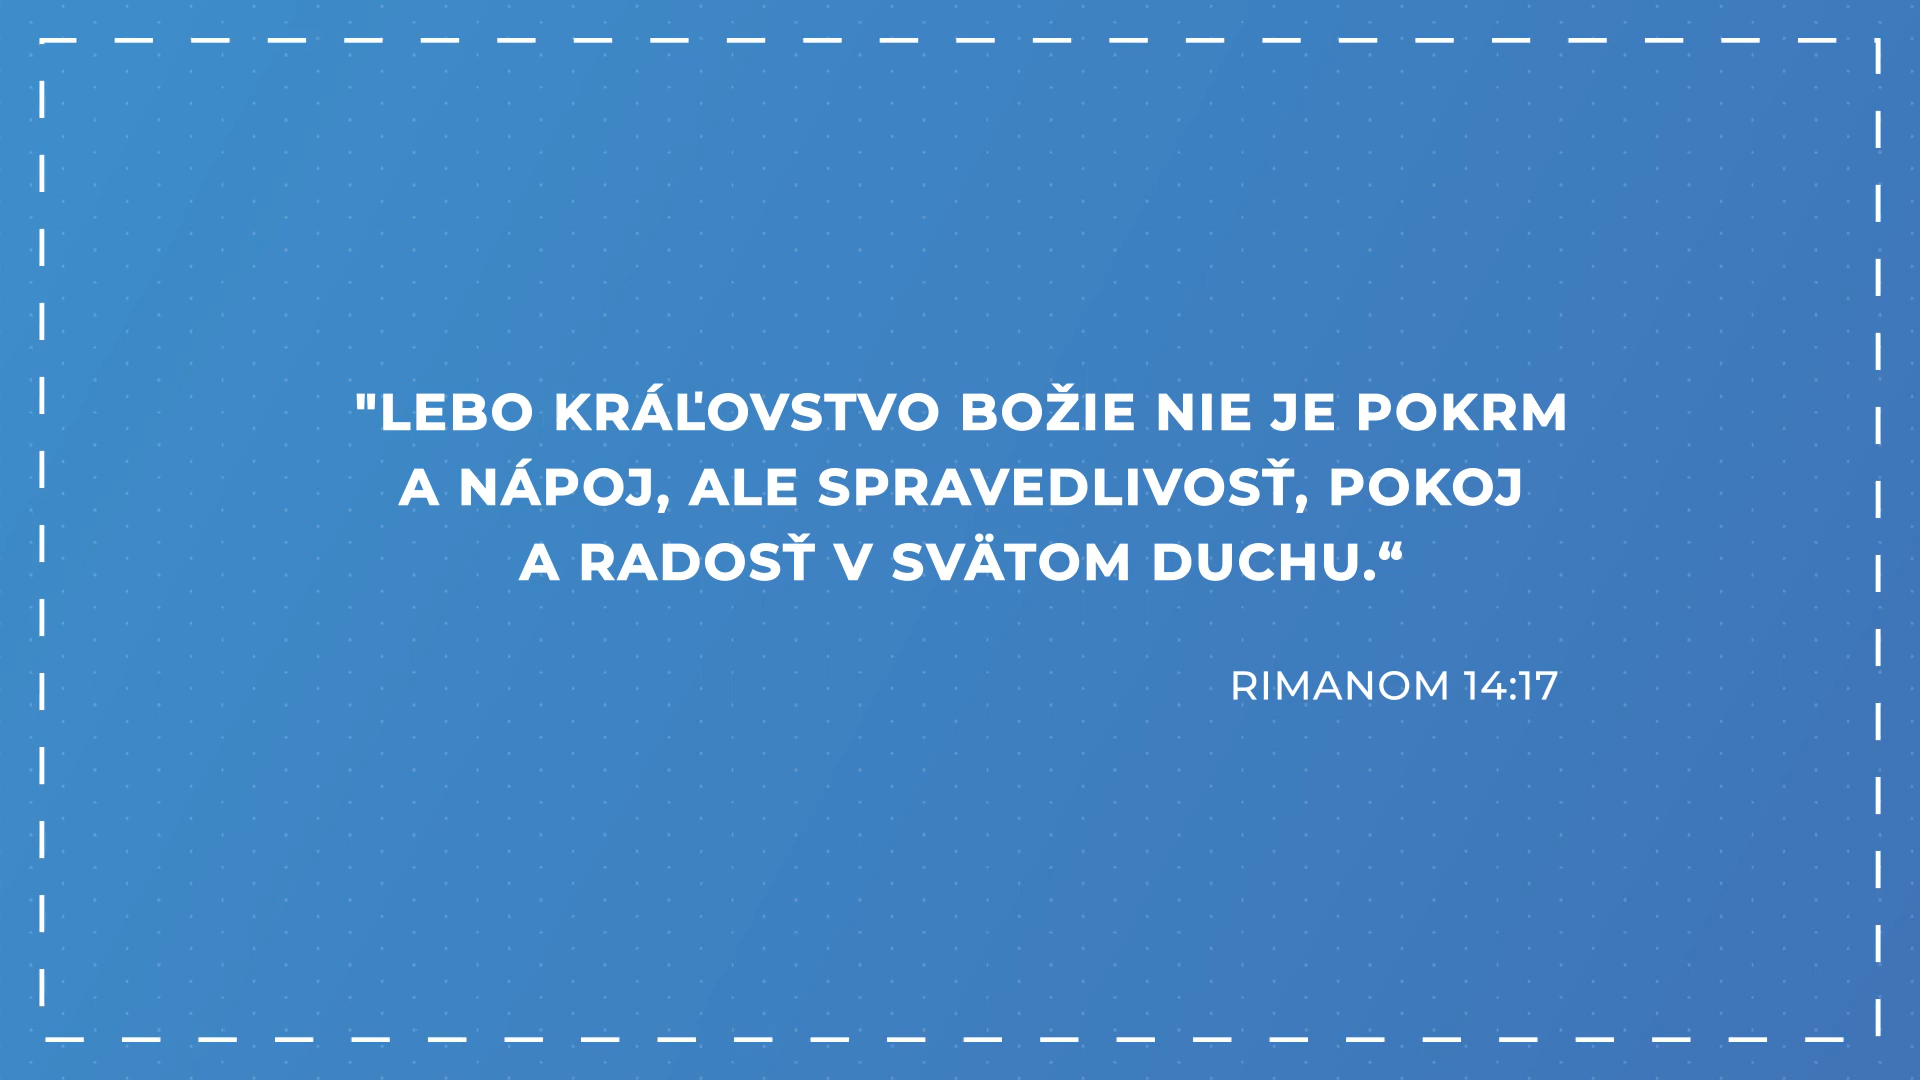 "LEBO KRÁĽOVSTVO BOŽIE NIE JE POKRM
A NÁPOJ, ALE SPRAVEDLIVOSŤ, POKOJ
A RADOSŤ V SVÄTOM DUCHU.“
RIMANOM 14:17